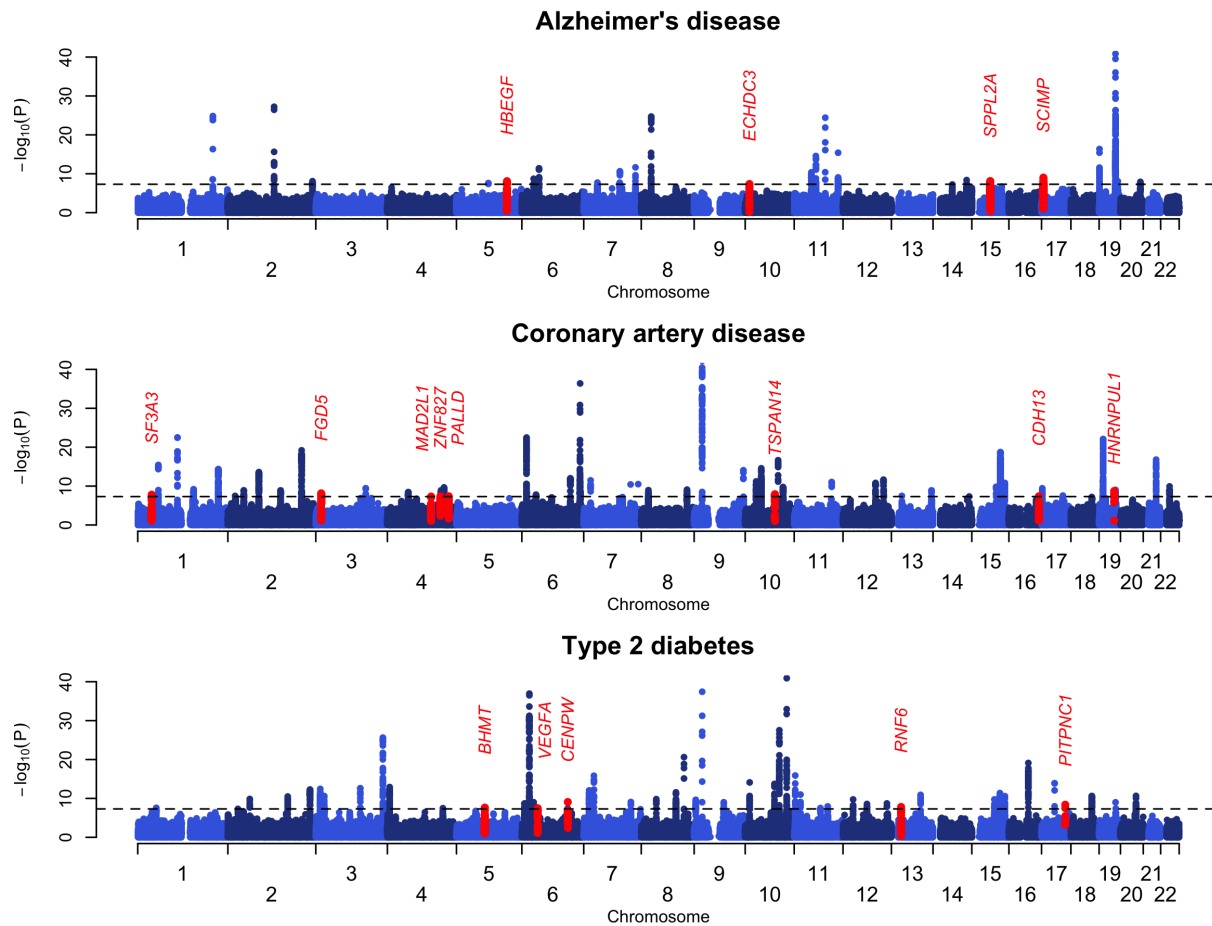 Alzheimer's disease
−log10(P)
40
30
20
10
0
HBEGF
ECHDC3
SPPL2A
SCIMP
1 2 3 4 5 6 7 8 9 10 11 12 13 14 15 16 17 18 19 20 21 22
Chromosome
Coronary artery disease
−log10(P)
40
30
20
10
0
SF3A3
FGD5
MAD2L1
ZNF827
PALLD
TSPAN14
CDH13
HNRNPUL1
1 2 3 4 5 6 7 8 9 10 11 12 13 14 15 16 17 18 19 20 21 22
Chromosome
Type 2 diabetes
−log10(P)
40
30
20
10
0
BHMT
VEGFA
CENPW
RNF6
PITPNC1
1 2 3 4 5 6 7 8 9 10 11 12 13 14 15 16 17 18 19 20 21 22
Chromosome